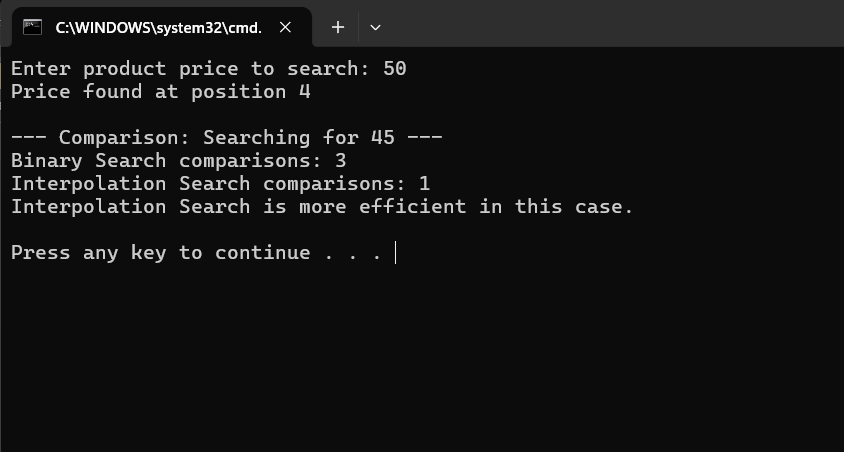 C:\WINDOWS\system32\cmd.
Enter product price to search: 50
Price found at position 4
--- Comparison: Searching for 45 ---
Binary Search comparisons: 3
Interpolation Search comparisons: 1
Interpolation Search is more efficient in this case.
Press any key to continue . . .